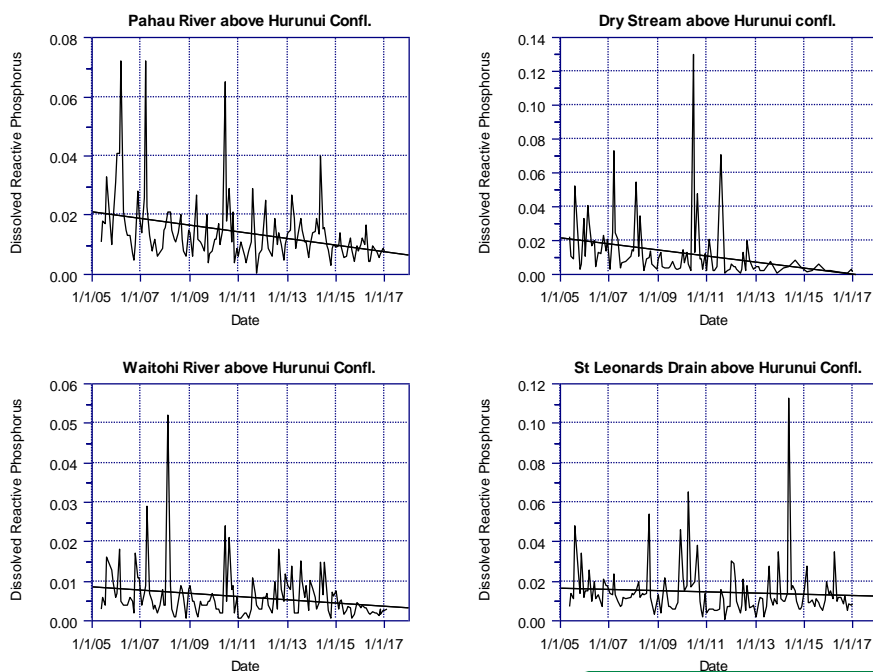 Pahau River above Hurunui Confl.
Dissolved Reactive Phosphorus
0.08
0.06
0.04
0.02
0.00
1/1/05 1/1/07 1/1/09 1/1/11 1/1/13 1/1/15 1/1/17
Date
Dry Stream above Hurunui confl.
Dissolved Reactive Phosphorus
0.14
0.12
0.10
0.08
0.06
0.04
0.02
0.00
1/1/05 1/1/07 1/1/09 1/1/11 1/1/13 1/1/15 1/1/17
Date
Waitohi River above Hurunui Confl.
Dissolved Reactive Phosphorus
0.06
0.05
0.04
0.03
0.02
0.01
0.00
1/1/05 1/1/07 1/1/09 1/1/11 1/1/13 1/1/15 1/1/17
Date
St Leonards Drain above Hurunui Confl.
Dissolved Reactive Phosphorus
0.12
0.10
0.08
0.06
0.04
0.02
0.00
1/1/05 1/1/07 1/1/09 1/1/11 1/1/13 1/1/15 1/1/17
Date